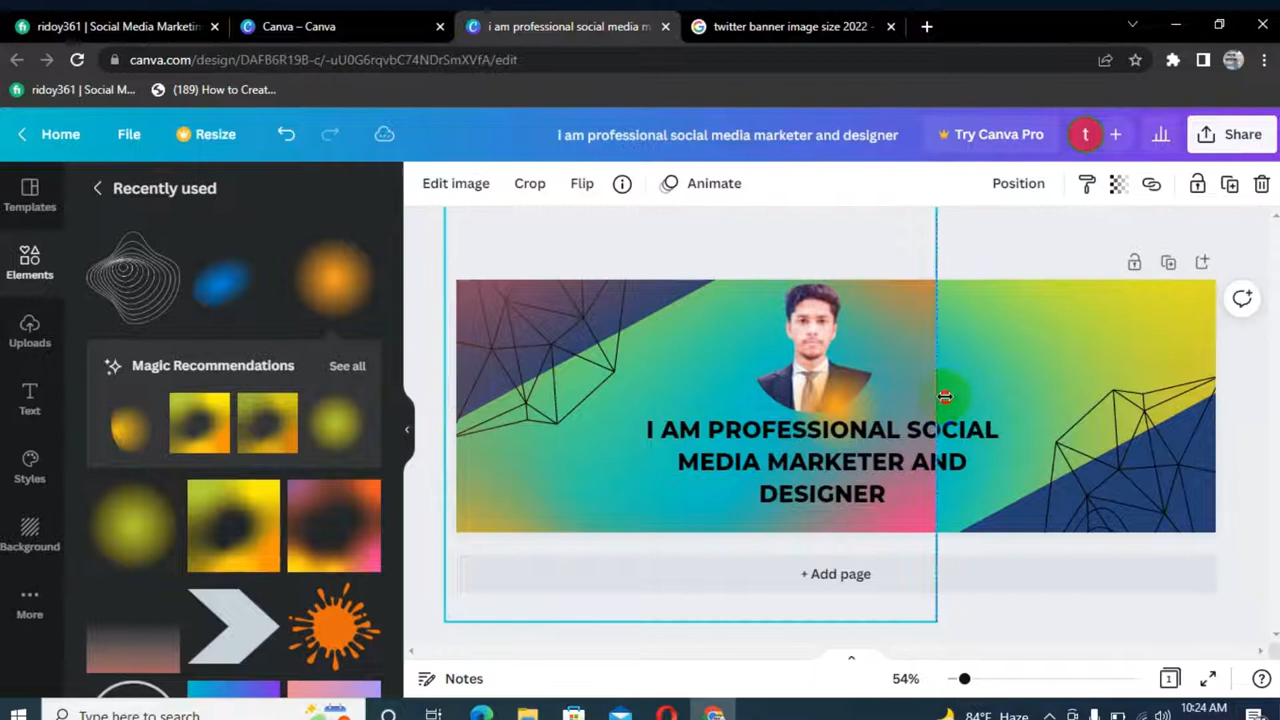 ridoy361 | Social Media Marketin
Canva – Canva
i am professional social media m
twitter banner image size 2022 -
canva.com/design/DAFB6R19B-c/-uU0G6rqvbC74NDrSmXVfA/edit
ridoy361 | Social M...
(189) How to Creat...
Home
File
Resize
I am professional social media marketer and designer
Try Canva Pro
t
Share
Templates
Elements
Uploads
Text
Styles
Background
More
Recently used
Magic Recommendations
See all
Edit image
Crop
Flip
Animate
Position
I AM PROFESSIONAL SOCIAL
MEDIA MARKETER AND
DESIGNER
+ Add page
Notes
54%
1
Type here to search
84°F Haze
10:24 AM